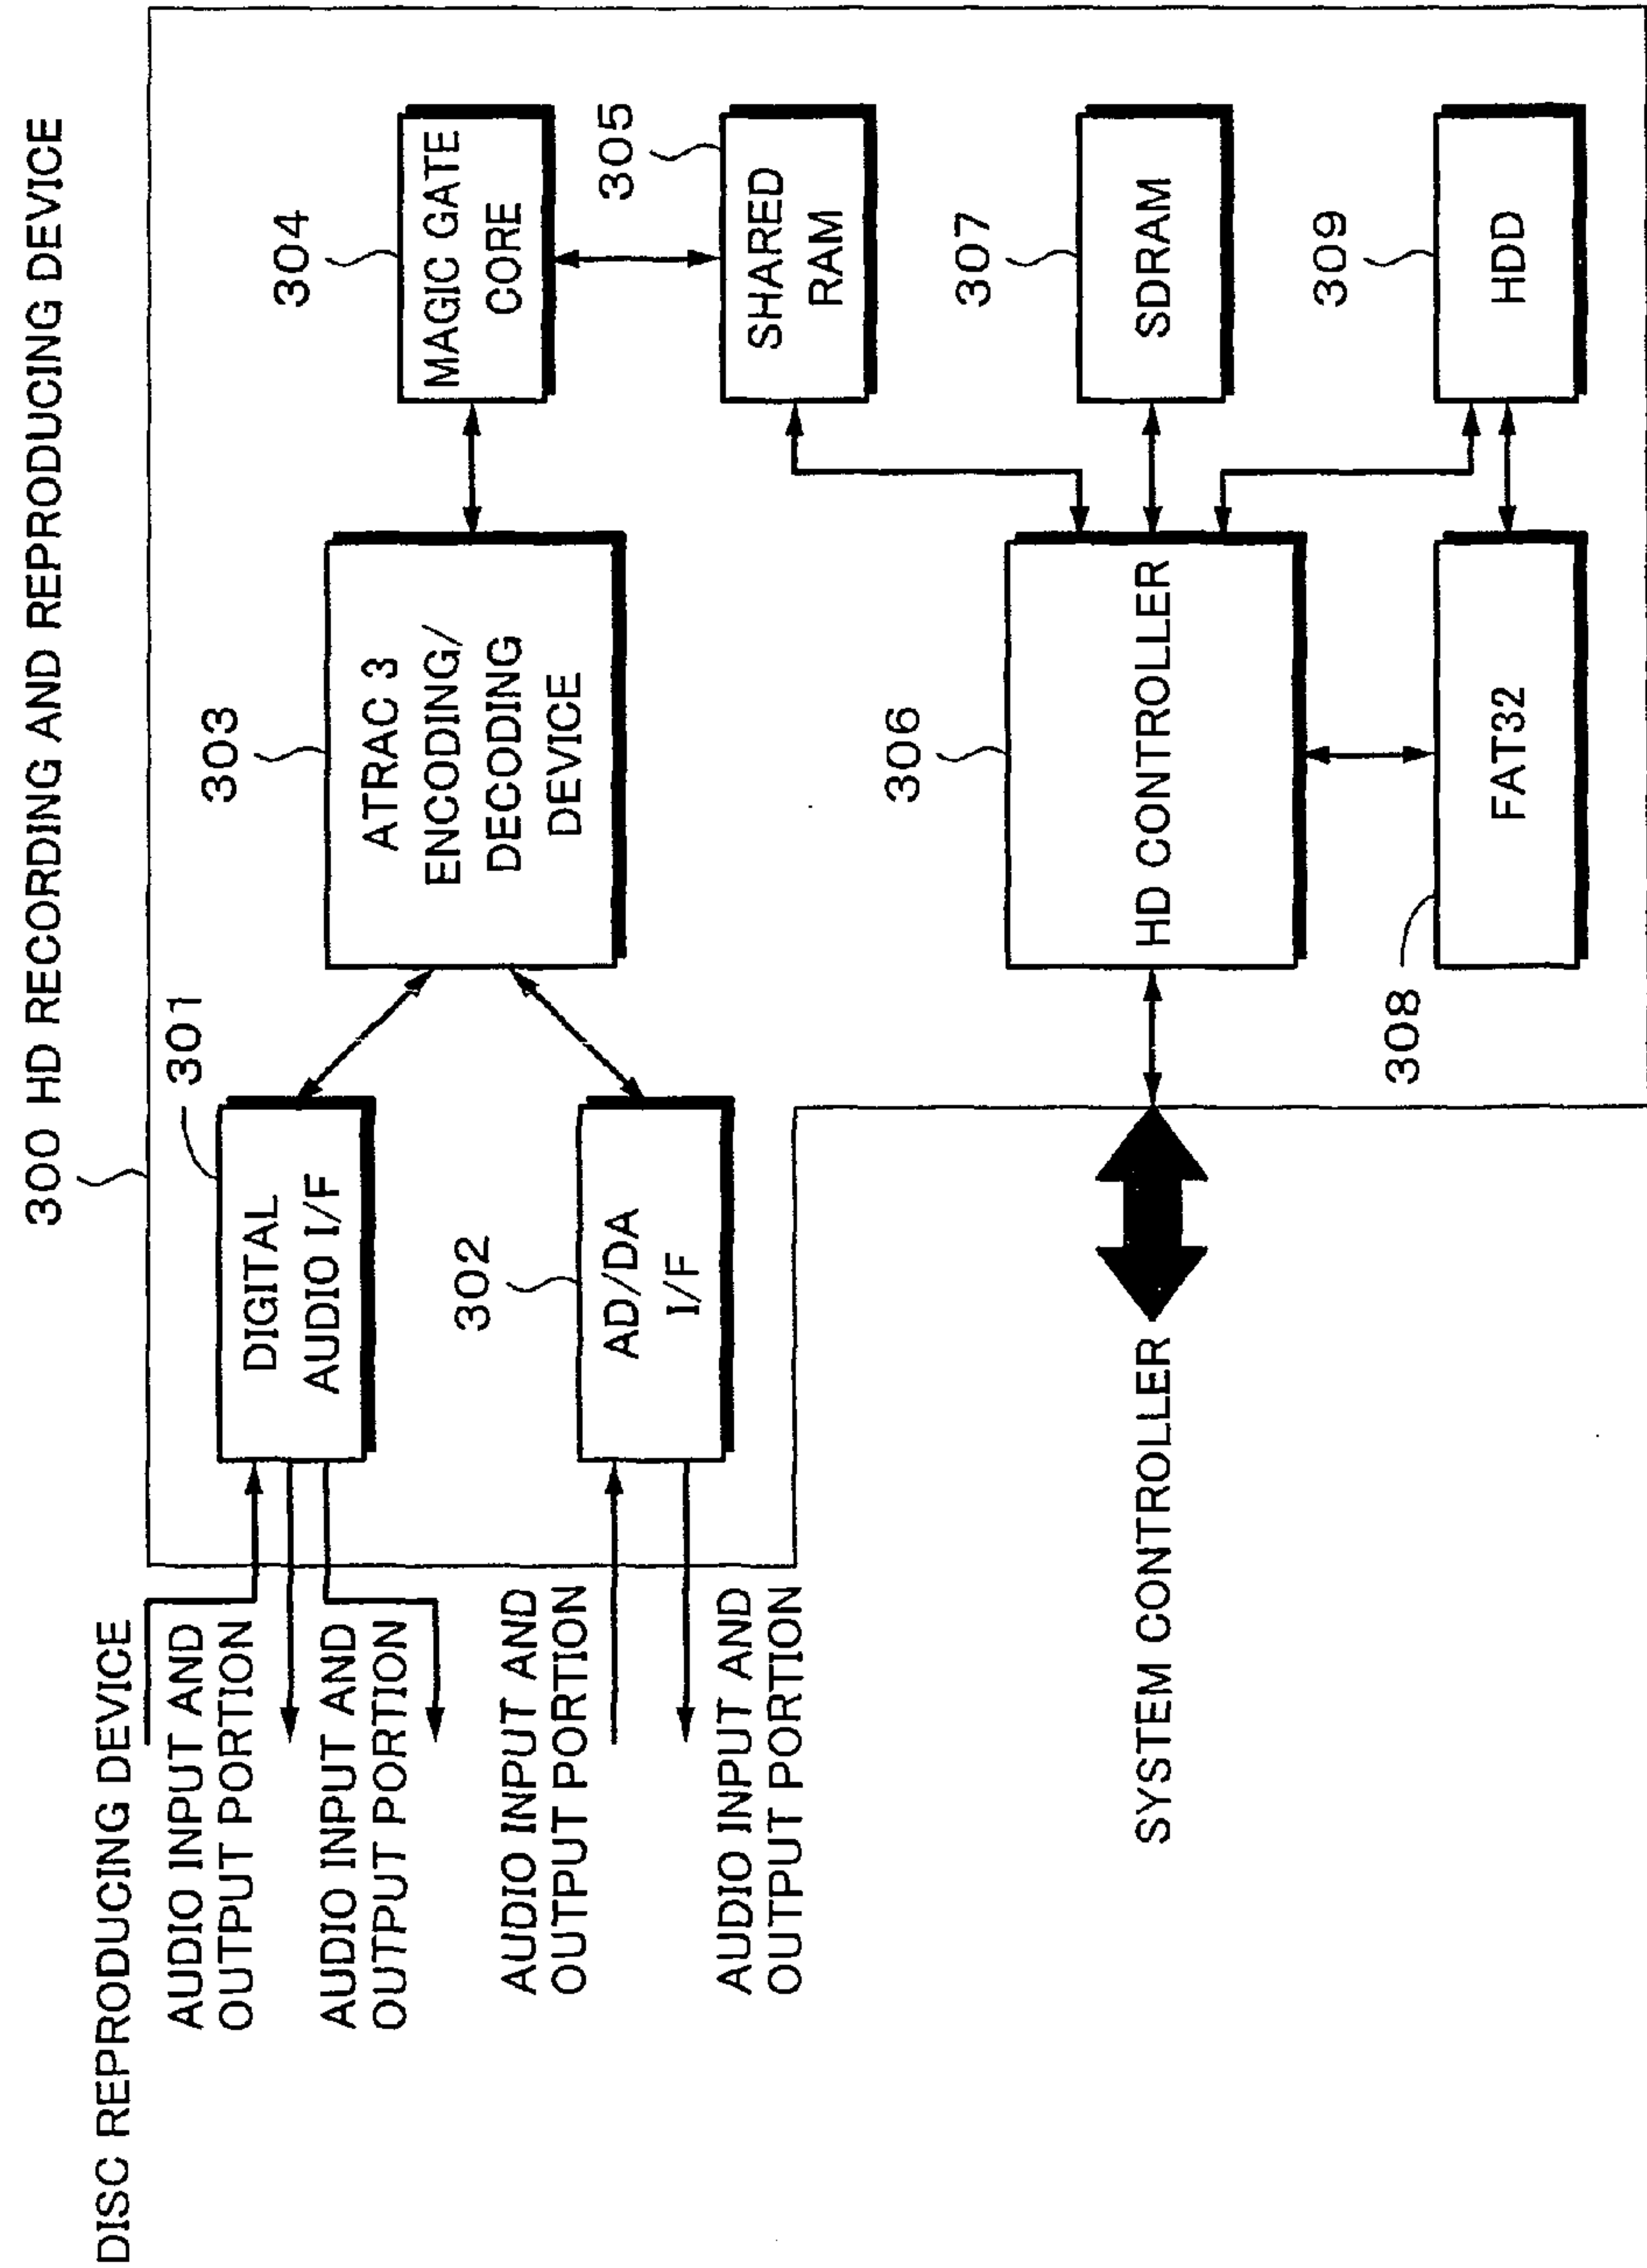 300 HD RECORDING AND REPRODUCING DEVICE
DISC REPRODUCING DEVICE
AUDIO INPUT AND
OUTPUT PORTION
AUDIO INPUT AND
OUTPUT PORTION
AUDIO INPUT AND
OUTPUT PORTION
AUDIO INPUT AND
OUTPUT PORTION
301
DIGITAL
AUDIO I/F
302
AD/DA
I/F
303
ATRAC 3
ENCODING/
DECODING
DEVICE
304
MAGIC GATE
CORE
305
SHARED
RAM
SYSTEM CONTROLLER
306
HD CONTROLLER
307
SDRAM
308
FAT32
309
HDD